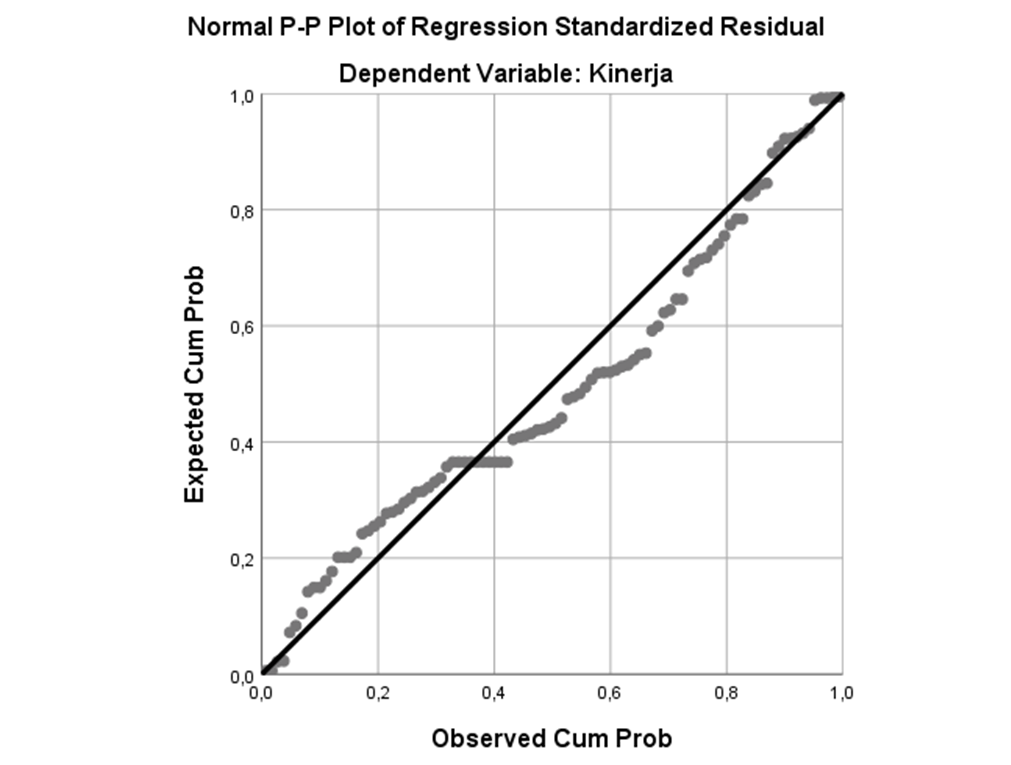 Normal P-P Plot of Regression Standardized Residual
Dependent Variable: Kinerja
1,0
0,8
0,6
0,4
0,2
0,0
Expected Cum Prob
0,0 0,2 0,4 0,6 0,8 1,0
Observed Cum Prob